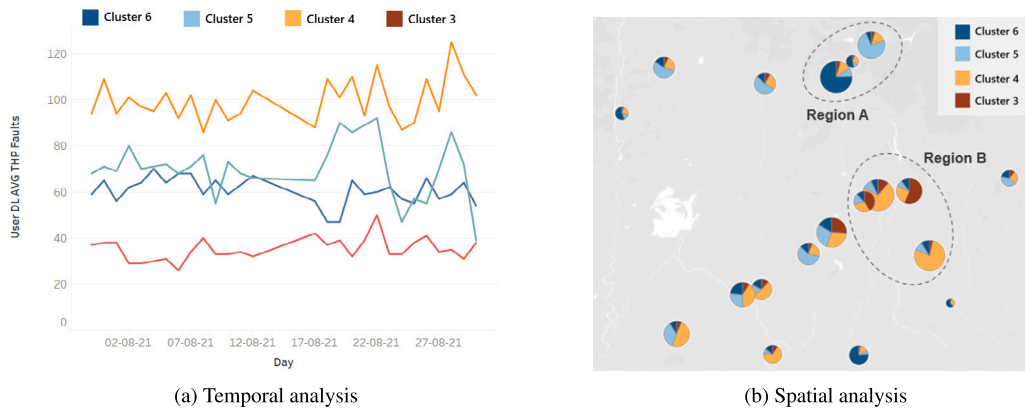 Cluster 6 Cluster 5 Cluster 4 Cluster 3
User DL AVG THP Faults
120
100
80
60
40
20
0
02-08-21 07-08-21 12-08-21 17-08-21 22-08-21 27-08-21
Day
(a) Temporal analysis
Cluster 6
Cluster 5
Cluster 4
Cluster 3
Region A
Region B
(b) Spatial analysis